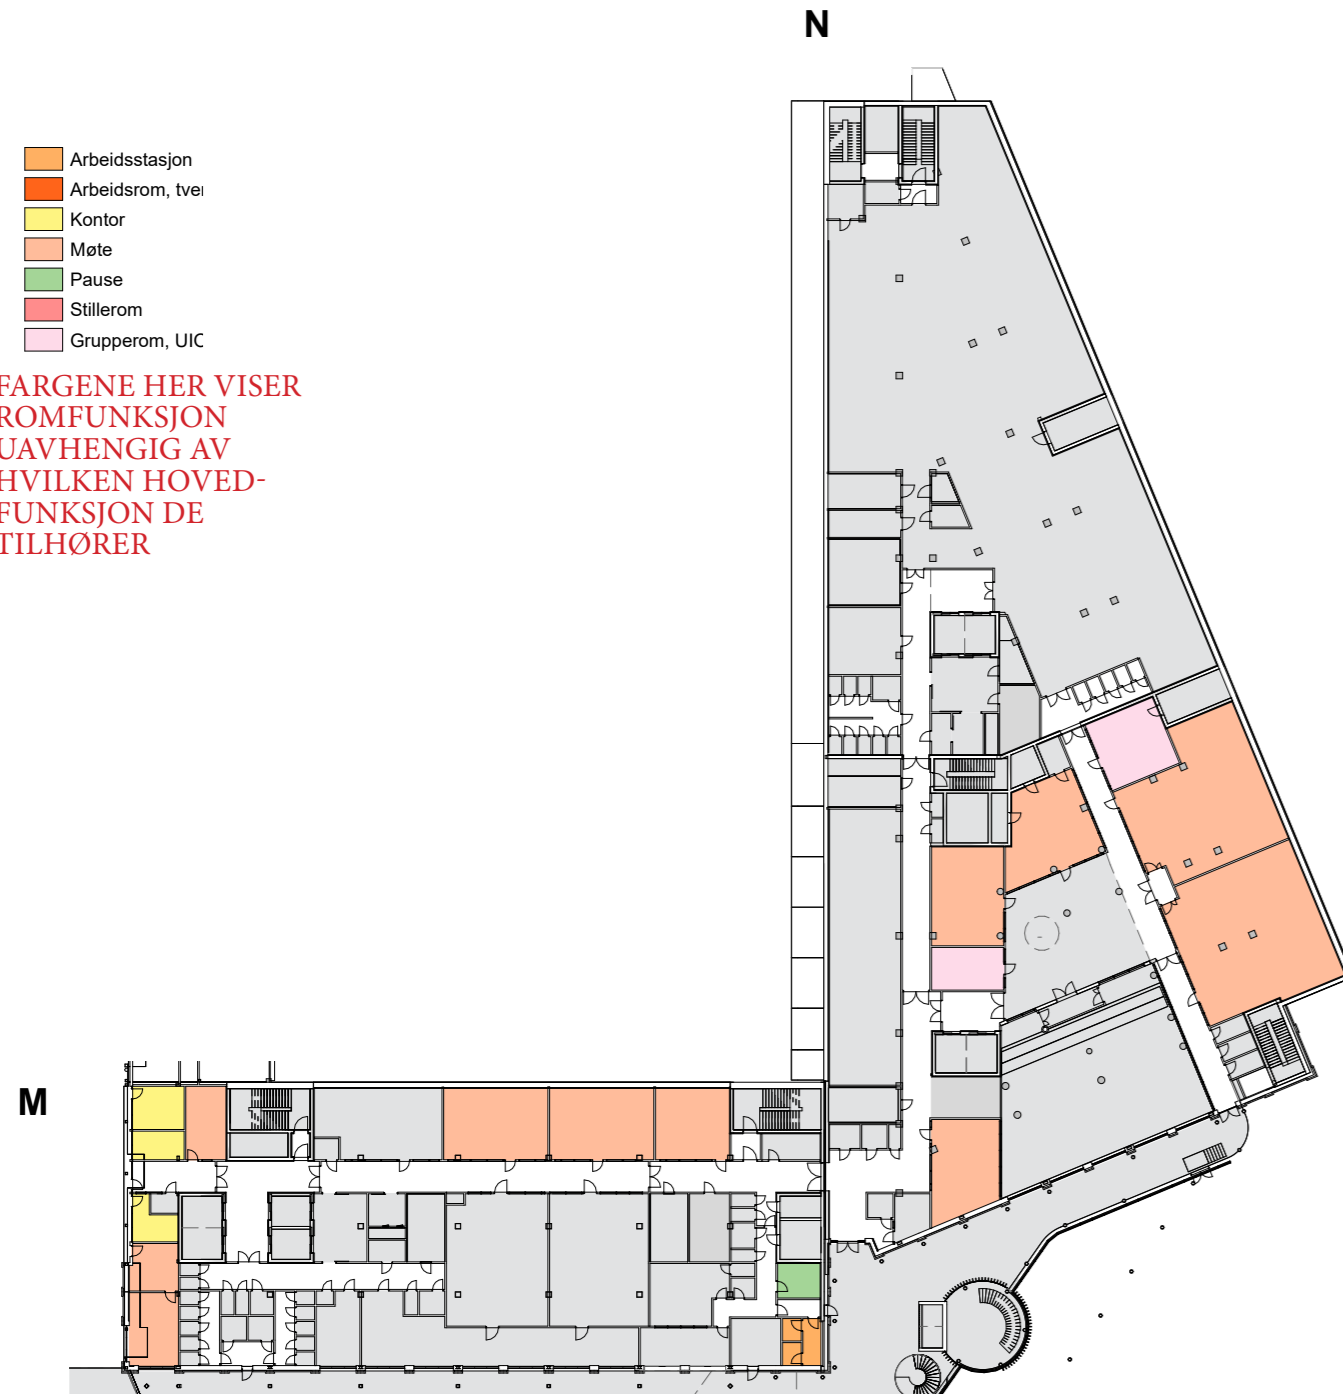 N
Arbeidsstasjon
Arbeidsrom, tver
Kontor
Møte
Pause
Stillerom
Grupperom, UIC
FARGENE HER VISER
ROMFUNKSJON
UAVHENGIG AV
HVILKEN HOVED-
FUNKSJON DE
TILHØRER
M